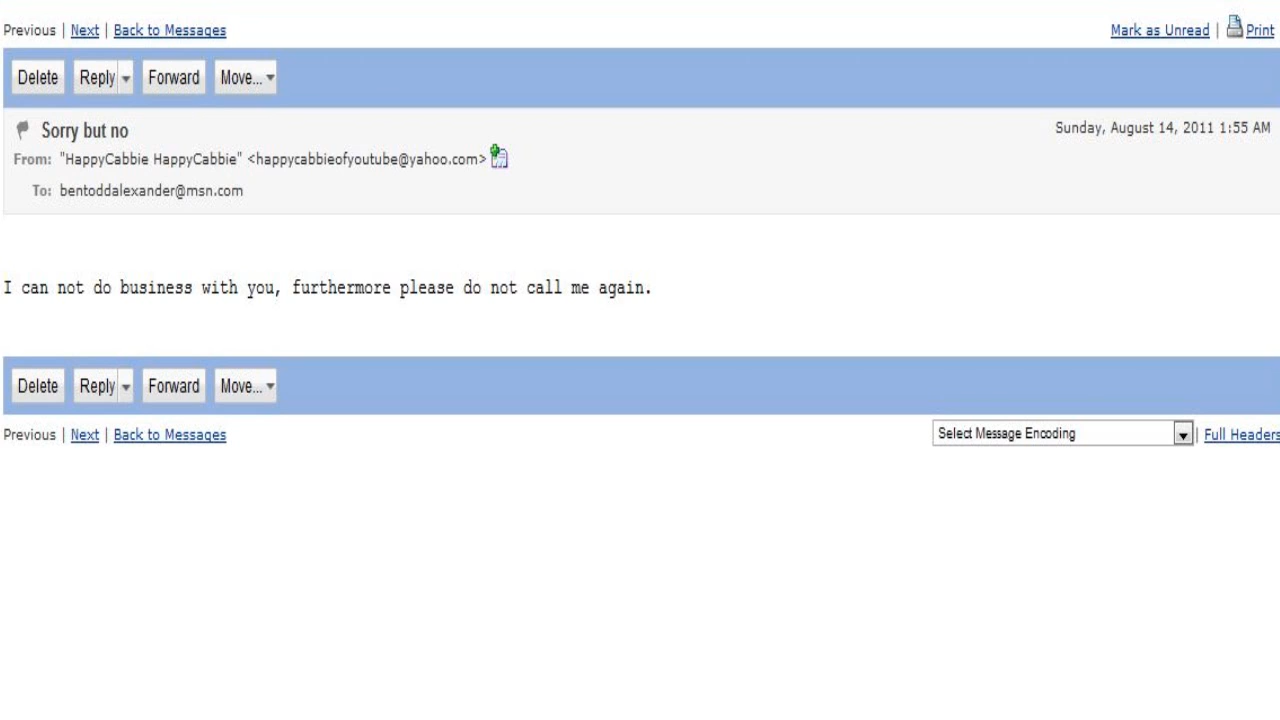 Previous | Next | Back to Messages Mark as Unread | Print
Delete Reply Forward Move...
Sorry but no Sunday, August 14, 2011 1:55 AM
From: "HappyCabbie HappyCabbie" <happycabbieofyoutube@yahoo.com>
To: bentoddalexander@msn.com
I can not do business with you, furthermore please do not call me again.
Delete Reply Forward Move...
Previous | Next | Back to Messages Select Message Encoding | Full Headers